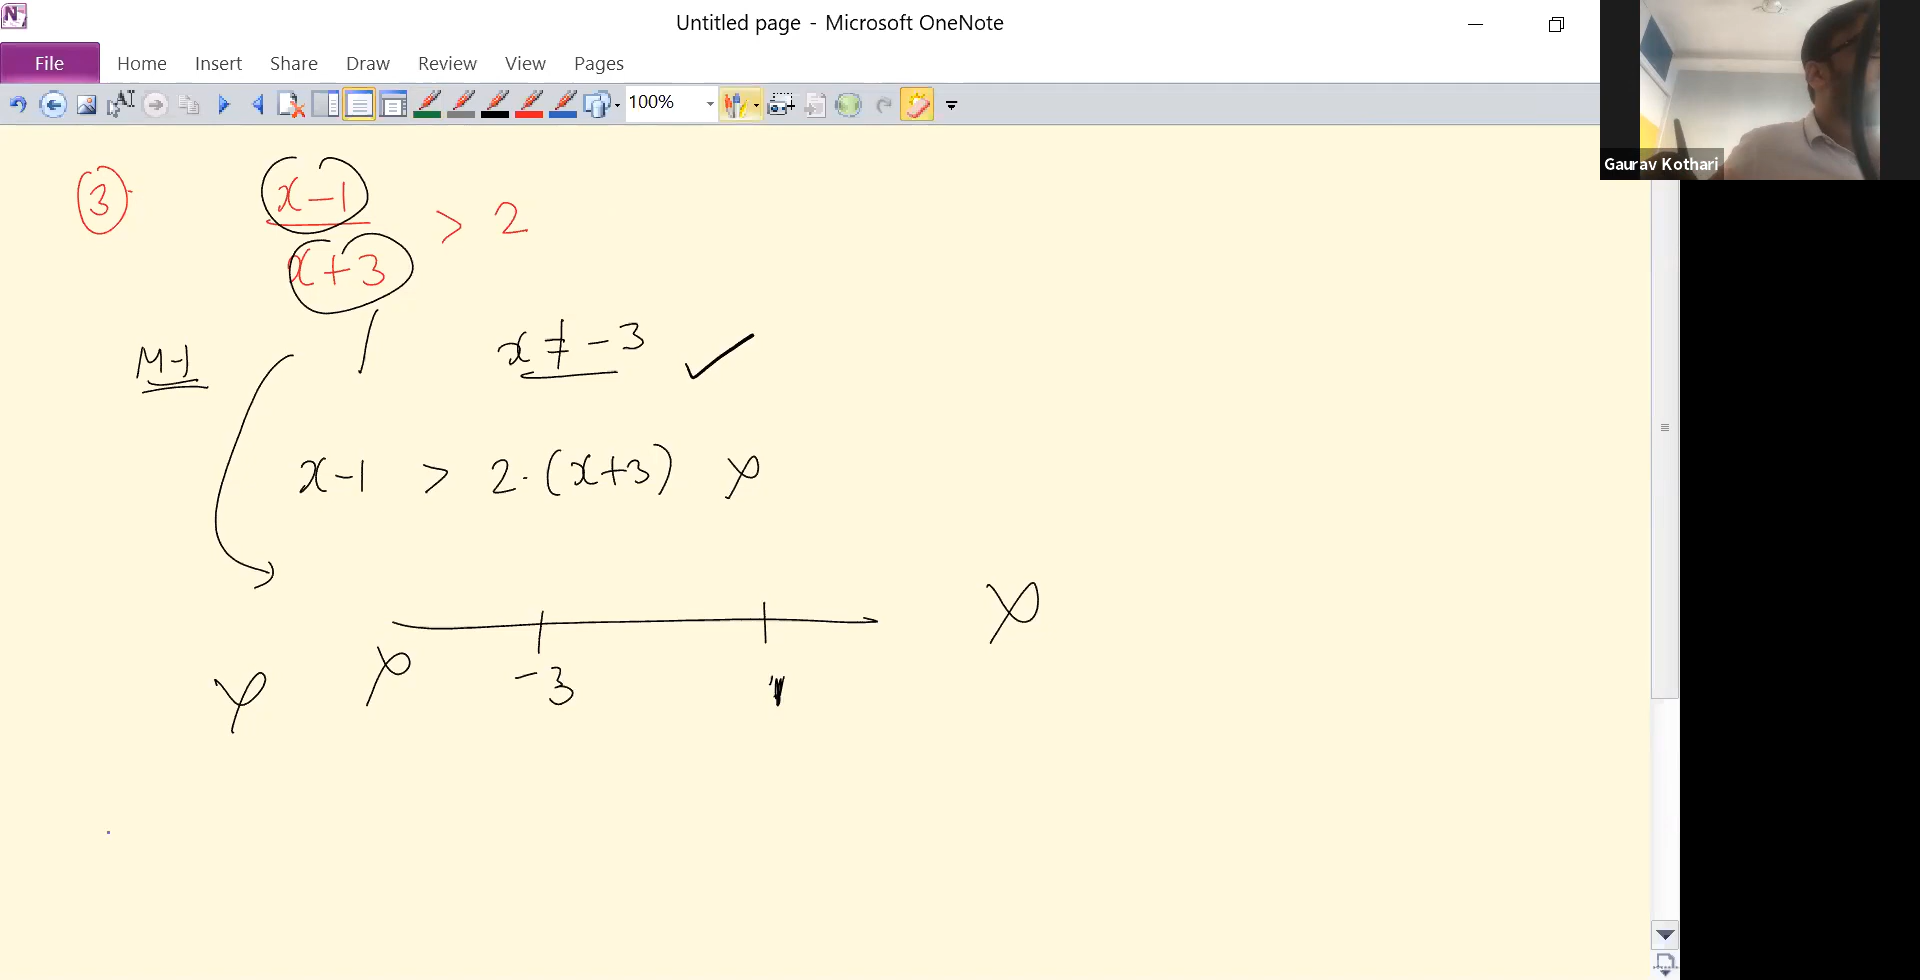 Untitled page - Microsoft OneNote
File Home Insert Share Draw Review View Pages
100%
Gaurav Kothari
3
x-1
x+3
> 2
M-1
x ≠ -3 ✓
x-1 > 2·(x+3)
-3
1